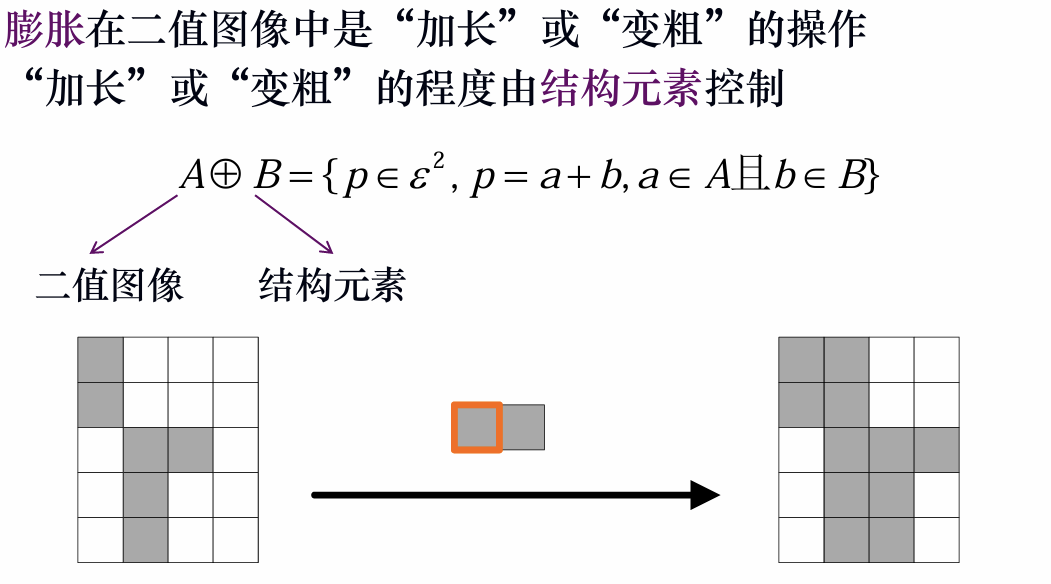 膨胀在二值图像中是“加长”或“变粗”的操作
“加长”或“变粗”的程度由结构元素控制
A⊕B={p∈ε², p=a+b,a∈A且b∈B}
二值图像 结构元素